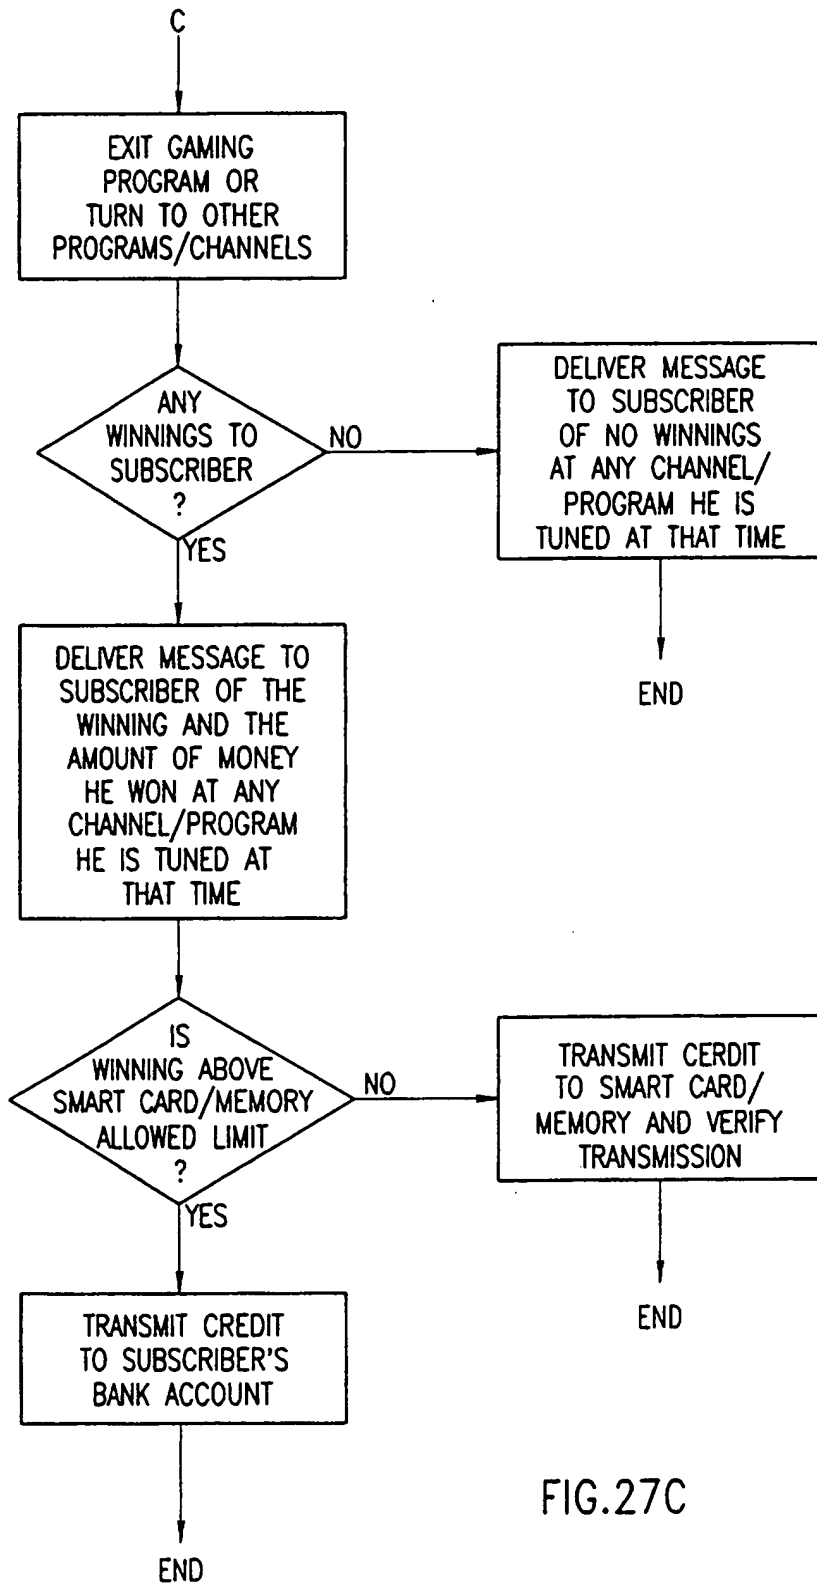 C
EXIT GAMING
PROGRAM OR
TURN TO OTHER
PROGRAMS/CHANNELS
ANY
WINNINGS TO
SUBSCRIBER
?
NO
YES
DELIVER MESSAGE
TO SUBSCRIBER
OF NO WINNINGS
AT ANY CHANNEL/
PROGRAM HE IS
TUNED AT THAT TIME
END
DELIVER MESSAGE TO
SUBSCRIBER OF THE
WINNING AND THE
AMOUNT OF MONEY
HE WON AT ANY
CHANNEL/PROGRAM
HE IS TUNED AT
THAT TIME
IS
WINNING ABOVE
SMART CARD/MEMORY
ALLOWED LIMIT
?
NO
YES
TRANSMIT CERDIT
TO SMART CARD/
MEMORY AND VERIFY
TRANSMISSION
END
TRANSMIT CREDIT
TO SUBSCRIBER'S
BANK ACCOUNT
END
FIG.27C